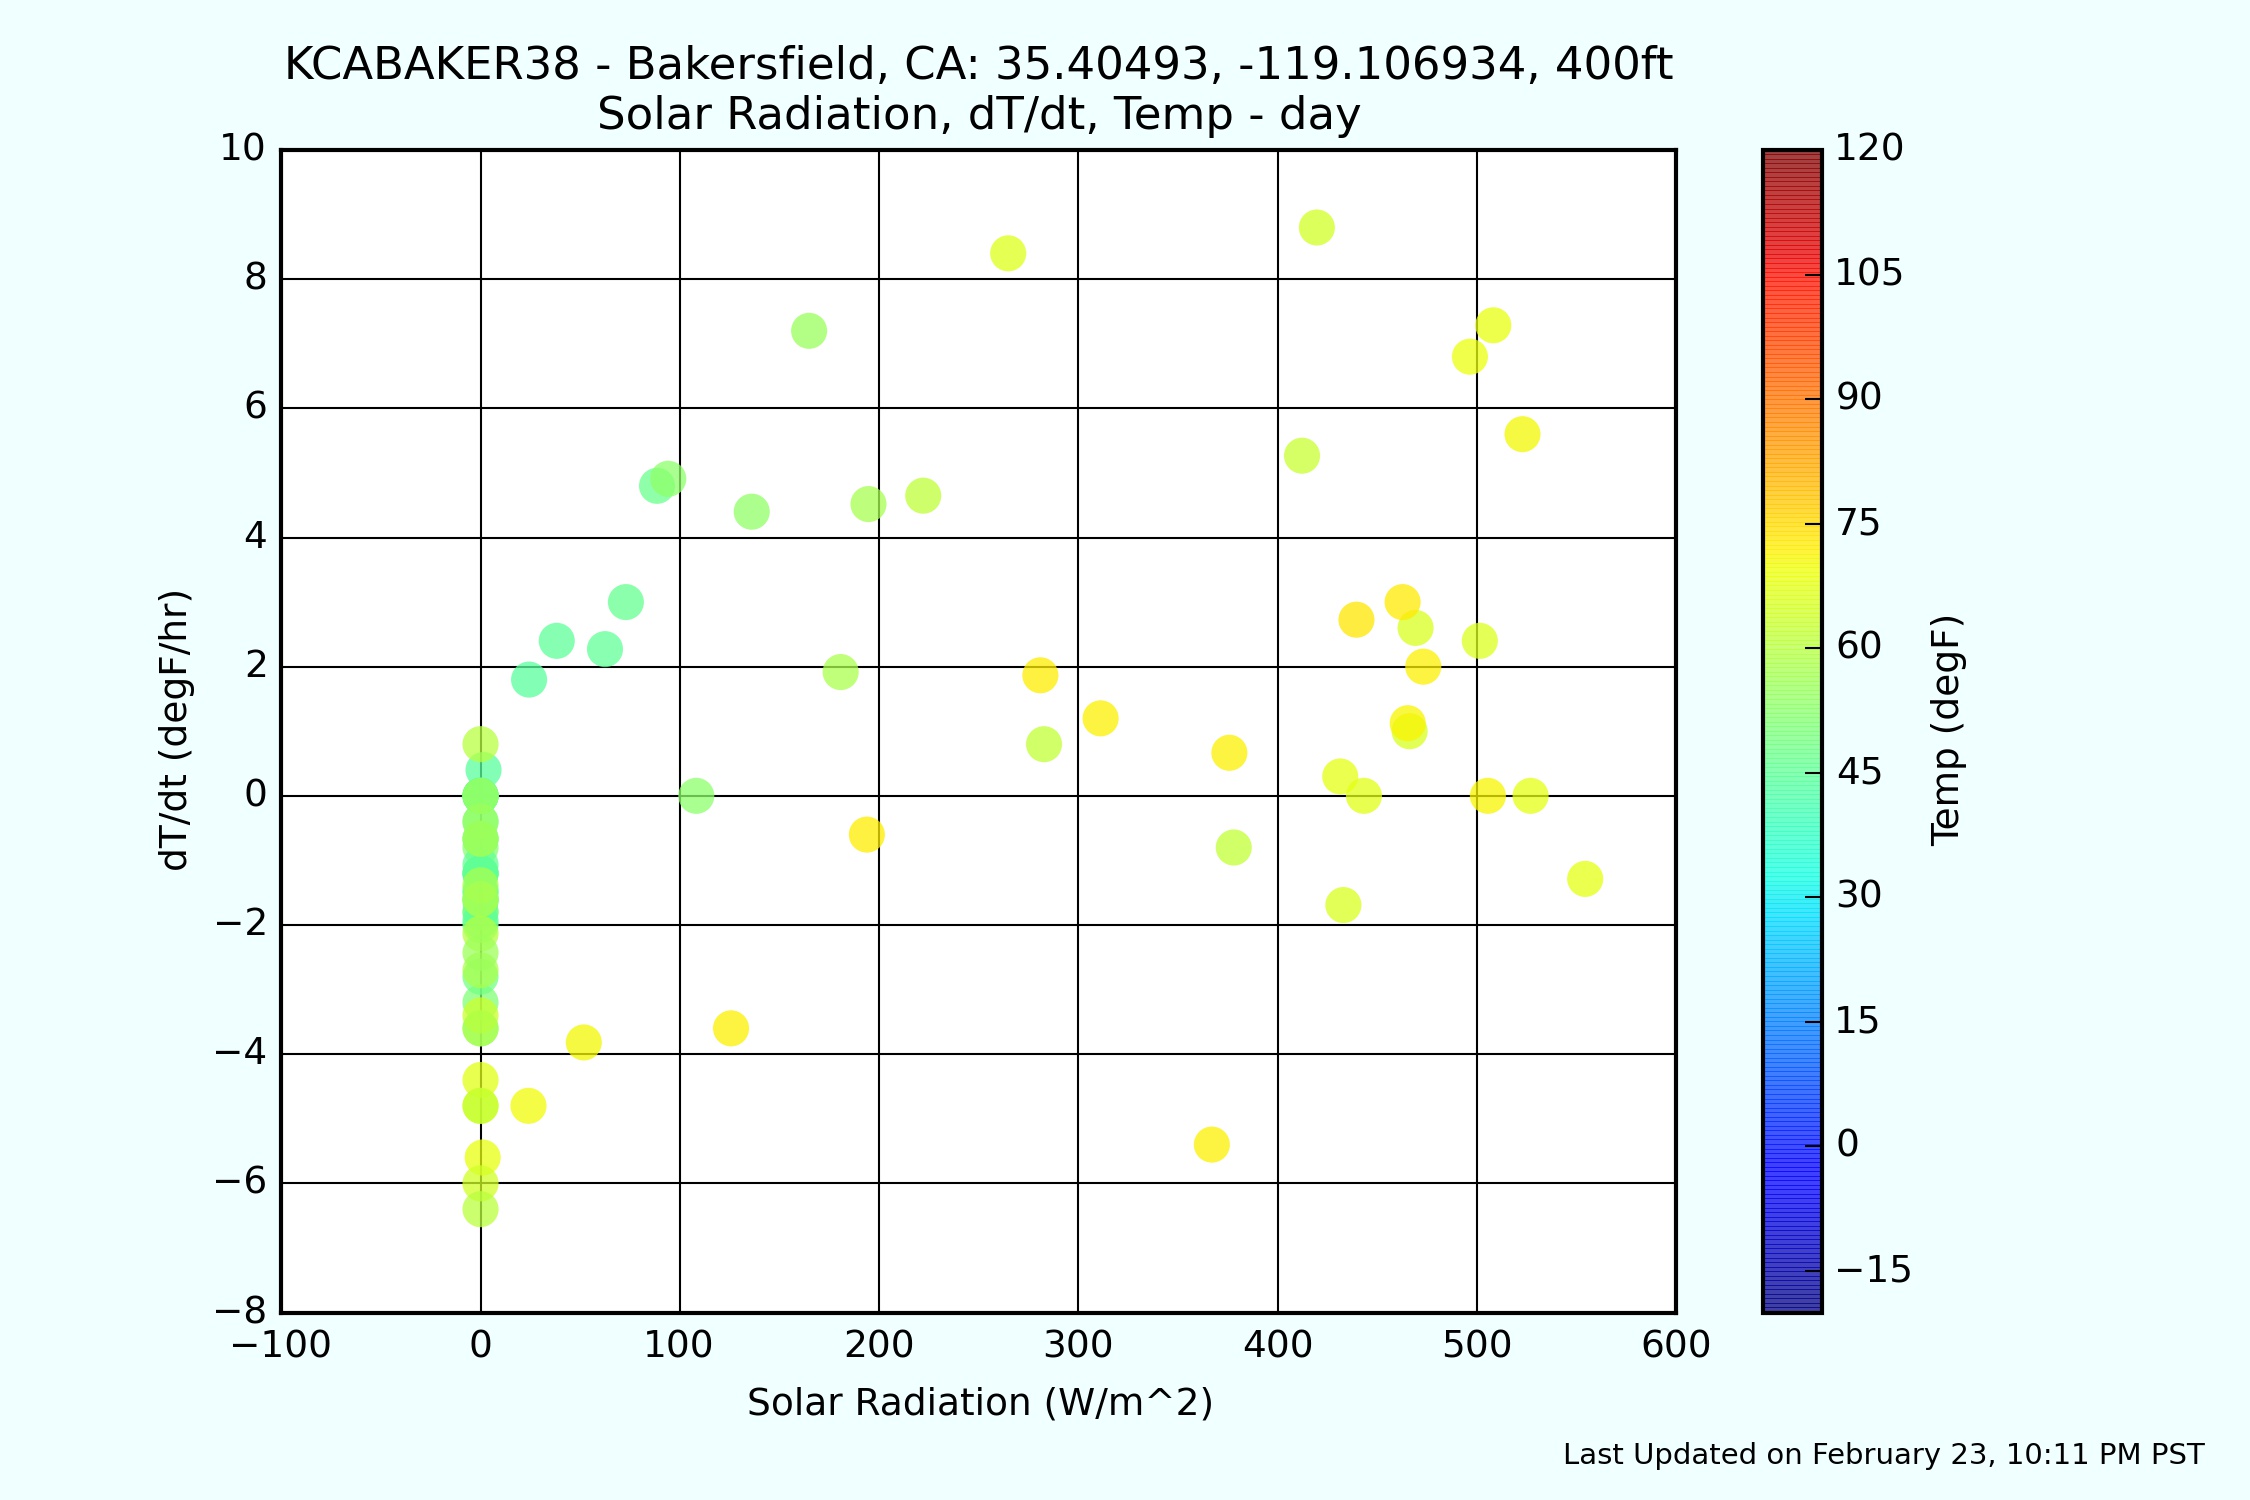 KCABAKER38 - Bakersfield, CA: 35.40493, -119.106934, 400ft
Solar Radiation, dT/dt, Temp - day
10
8
6
4
2
0
−2
−4
−6
−8
dT/dt (degF/hr)
−100 0 100 200 300 400 500 600
Solar Radiation (W/m^2)
120
105
90
75
60
45
30
15
0
−15
Temp (degF)
Last Updated on February 23, 10:11 PM PST